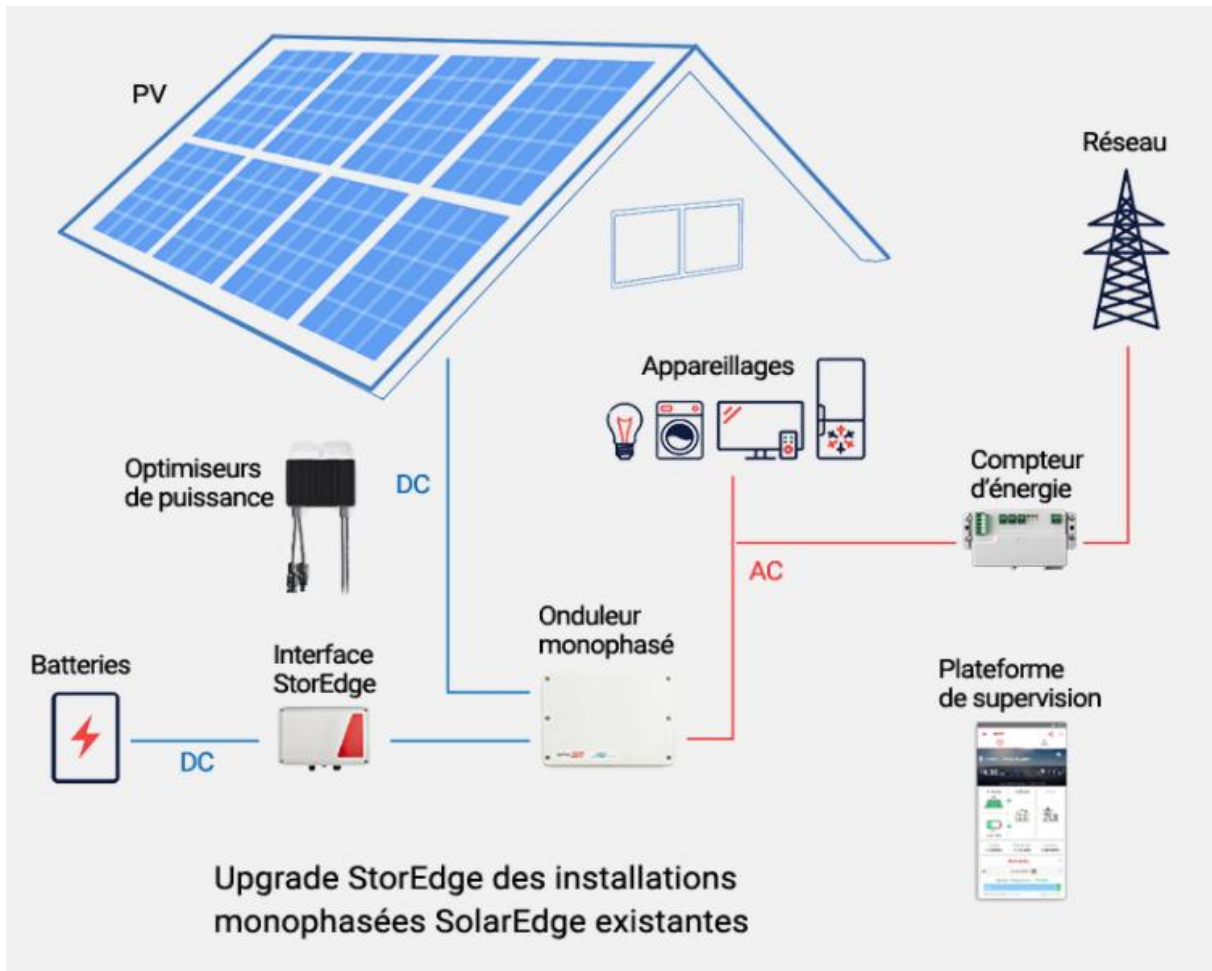 PV
Réseau
Appareillages
Optimiseurs
de puissance
DC
Compteur
d'énergie
AC
Onduleur
monophasé
Batteries
Interface
StorEdge
Plateforme
de supervision
DC
Upgrade StorEdge des installations
monophasées SolarEdge existantes